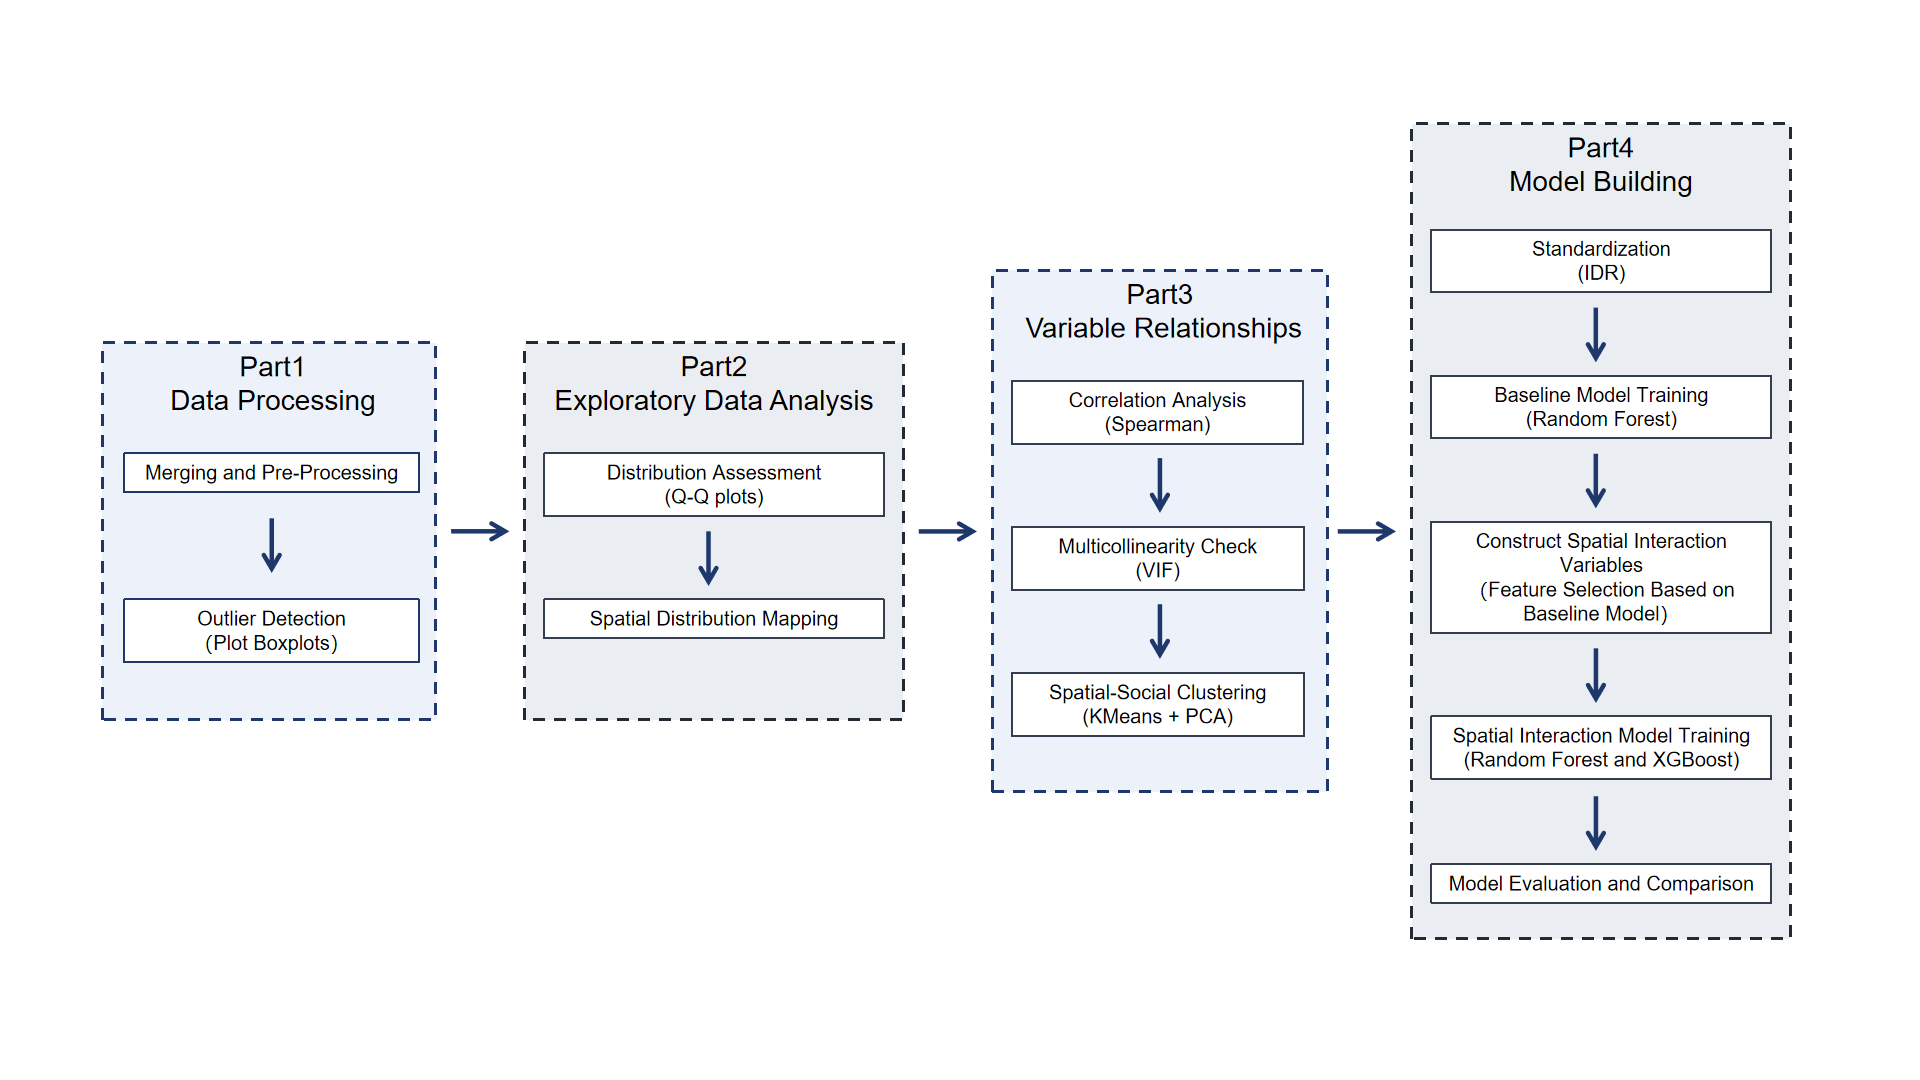 Part1
Data Processing
Merging and Pre-Processing
Outlier Detection
(Plot Boxplots)
Part2
Exploratory Data Analysis
Distribution Assessment
(Q-Q plots)
Spatial Distribution Mapping
Part3
Variable Relationships
Correlation Analysis
(Spearman)
Multicollinearity Check
(VIF)
Spatial-Social Clustering
(KMeans + PCA)
Part4
Model Building
Standardization
(IDR)
Baseline Model Training
(Random Forest)
Construct Spatial Interaction
Variables
(Feature Selection Based on
Baseline Model)
Spatial Interaction Model Training
(Random Forest and XGBoost)
Model Evaluation and Comparison